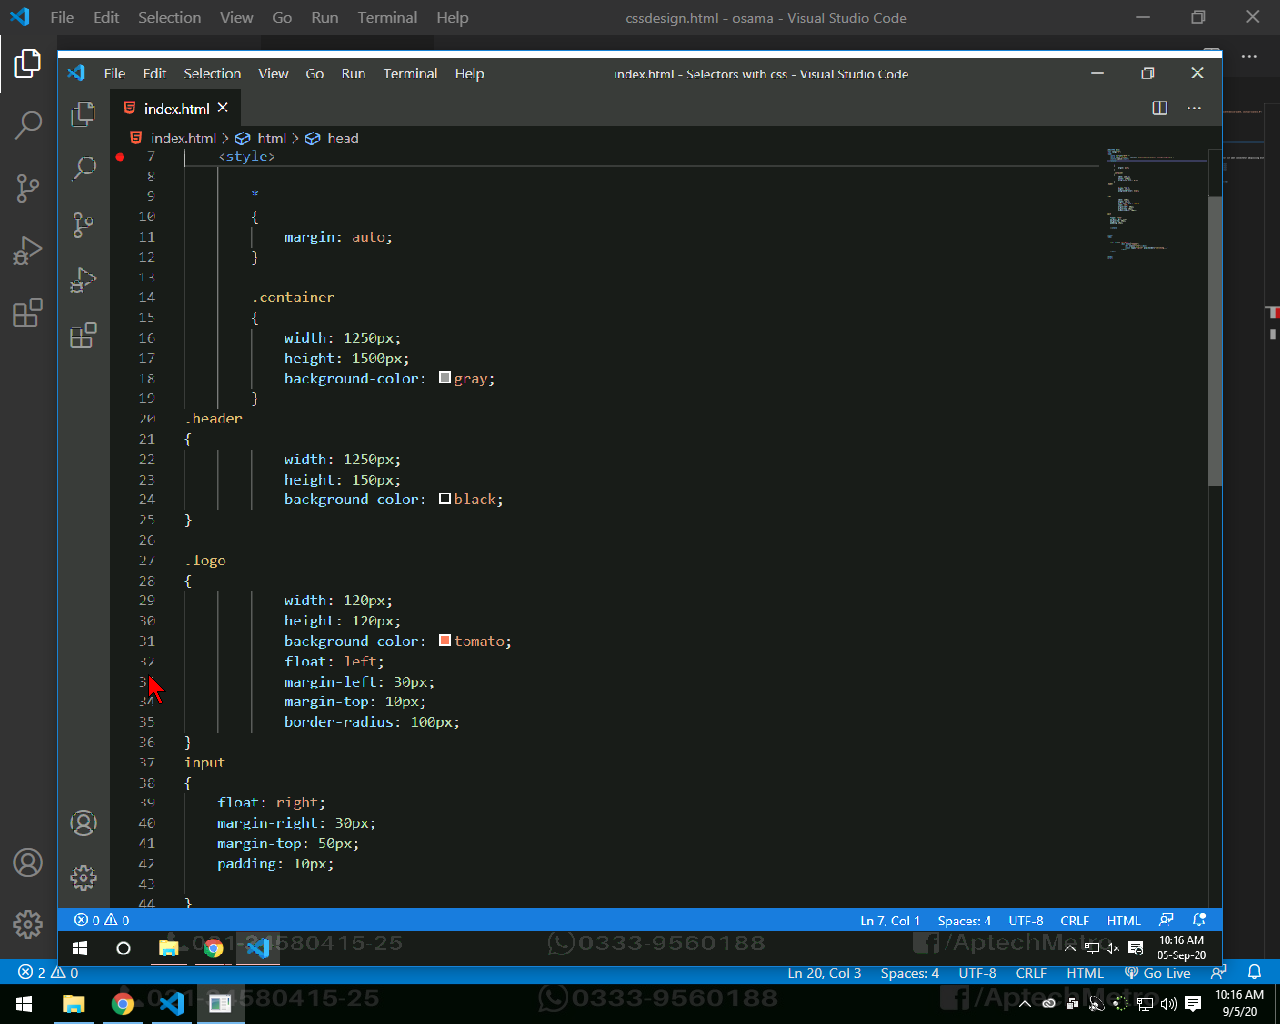 File Edit Selection View Go Run Terminal Help cssdesign.html - osama - Visual Studio Code
File Edit Selection View Go Run Terminal Help index.html - Selectors with css - Visual Studio Code
index.html
index.html > html > head
7 <style>
8
9 *
10 {
11 margin: auto;
12 }
13
14 .container
15 {
16 width: 1250px;
17 height: 1500px;
18 background-color: gray;
19 }
20 .header
21 {
22 width: 1250px;
23 height: 150px;
24 background color: black;
25 }
26
27 .logo
28 {
29 width: 120px;
30 height: 120px;
31 background color: tomato;
32 float: left;
33 margin-left: 30px;
34 margin-top: 10px;
35 border-radius: 100px;
36 }
37 input
38 {
39 float: right;
40 margin-right: 30px;
41 margin-top: 50px;
42 padding: 10px;
43
44 }
0 0 Ln 7, Col 1 Spaces: 4 UTF-8 CRLF HTML
0333-9560188 /AptechMetro 10:16 AM
05-Sep-20
2 0 Ln 20, Col 3 Spaces: 4 UTF-8 CRLF HTML Go Live
021-34580415-25 0333-9560188 /AptechMetro 10:16 AM
9/5/20